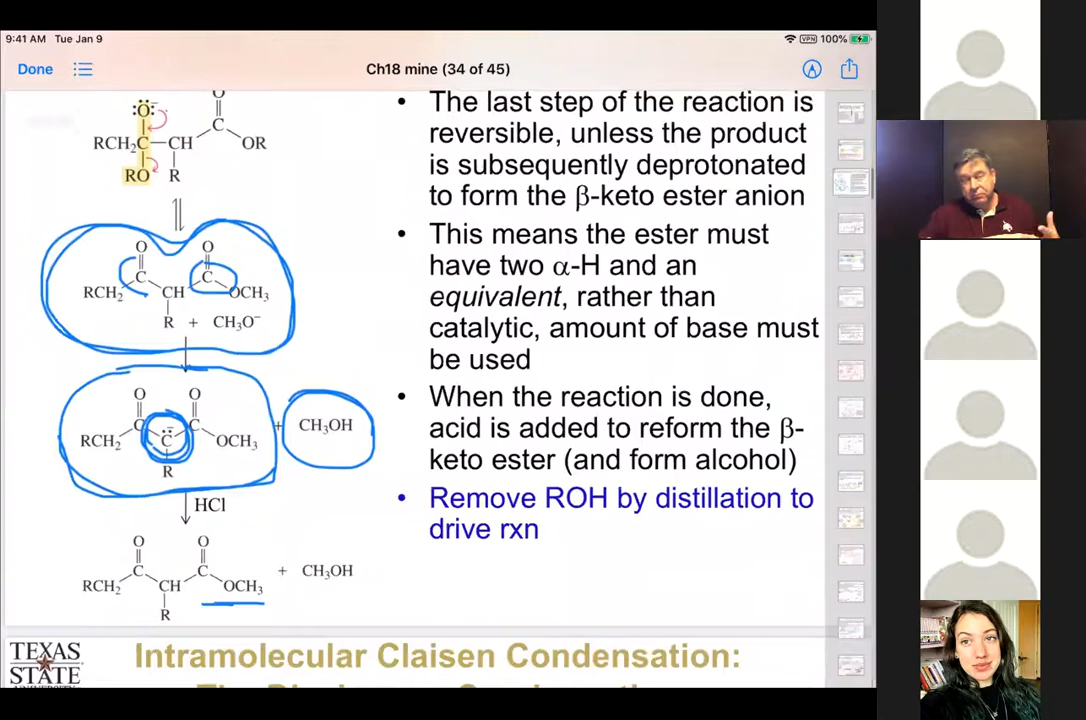 9:41 AM Tue Jan 9
VPN 100%
Done
Ch18 mine (34 of 45)
:Ö:⁻
O
C
RCH₂C—CH
OR
RO
R
O
O
C
C
RCH₂
CH
OCH₃
R + CH₃O⁻
O
O
C
C
RCH₂
C̈⁻
OCH₃
+ CH₃OH
R
HCl
O
O
C
C
RCH₂
CH
OCH₃
+ CH₃OH
R
• The last step of the reaction is
reversible, unless the product
is subsequently deprotonated
to form the β-keto ester anion
• This means the ester must
have two α-H and an
equivalent, rather than
catalytic, amount of base must
be used
• When the reaction is done,
acid is added to reform the β-
keto ester (and form alcohol)
• Remove ROH by distillation to
drive rxn
TEXAS
STATE
Intramolecular Claisen Condensation: